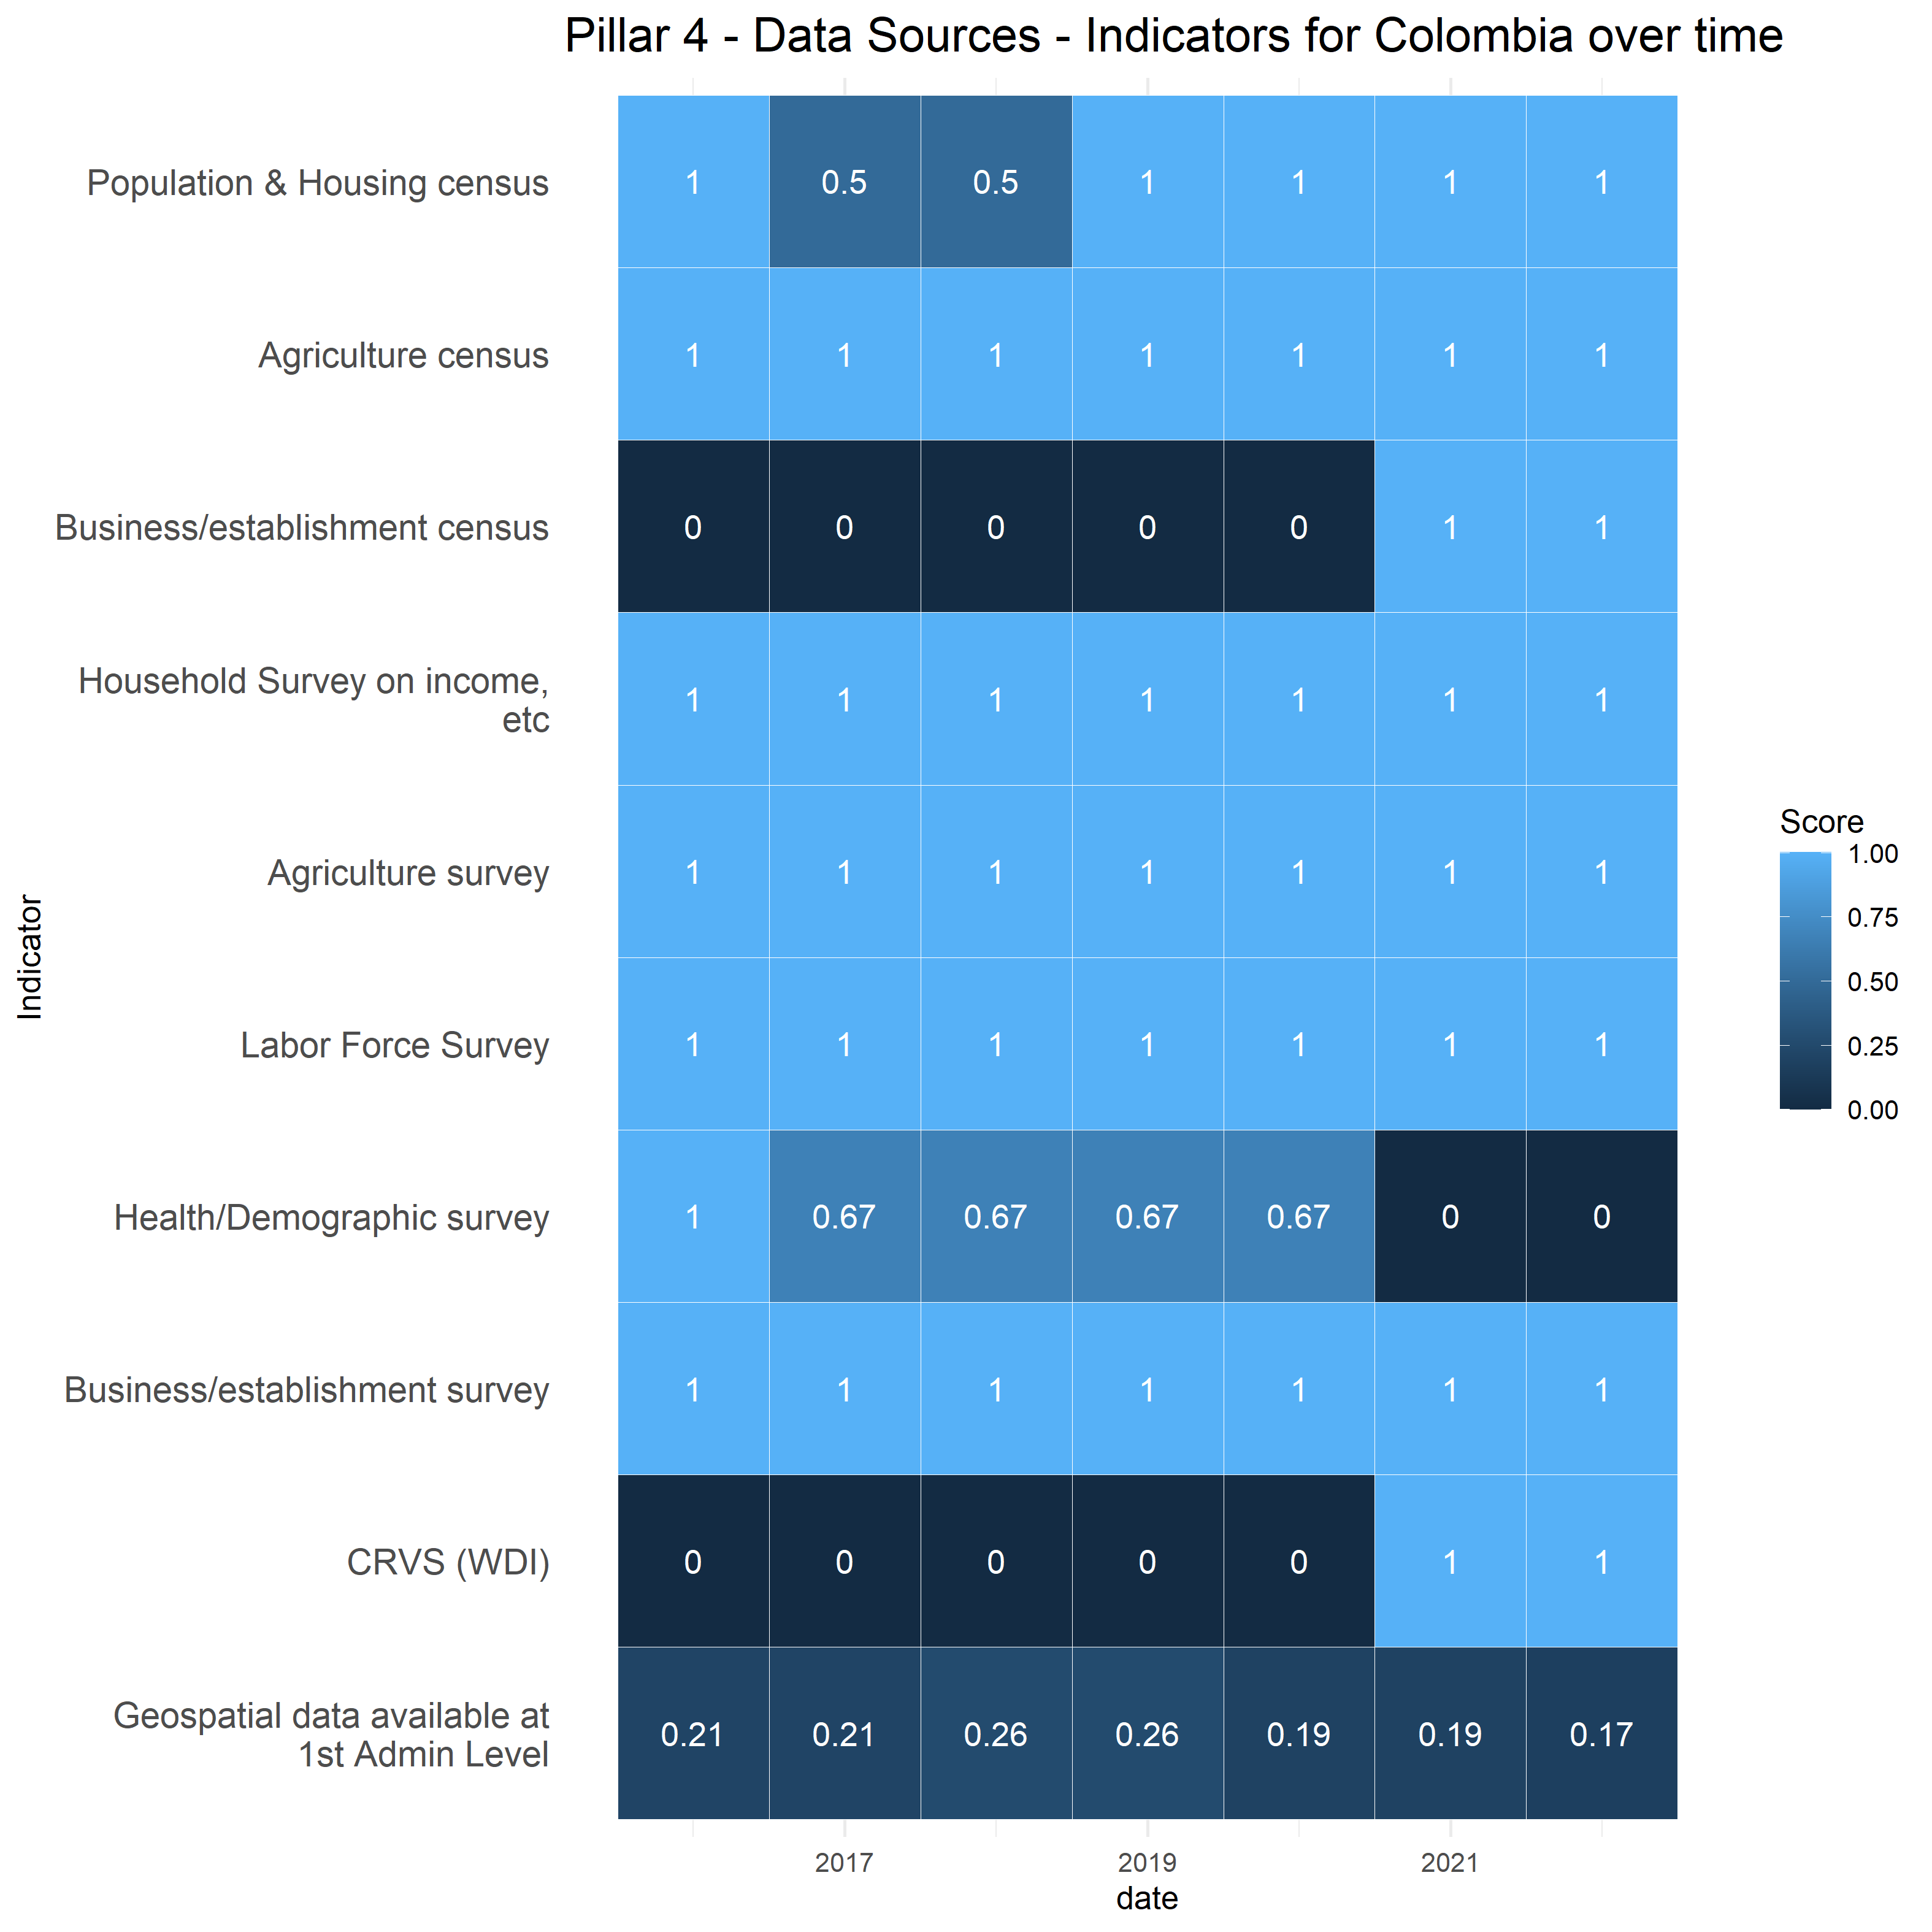 Pillar 4 - Data Sources - Indicators for Colombia over time
Population & Housing census
1 0.5 0.5 1 1 1 1
Agriculture census
1 1 1 1 1 1 1
Business/establishment census
0 0 0 0 0 1 1
Household Survey on income,
etc
1 1 1 1 1 1 1
Agriculture survey
1 1 1 1 1 1 1
Labor Force Survey
1 1 1 1 1 1 1
Health/Demographic survey
1 0.67 0.67 0.67 0.67 0 0
Business/establishment survey
1 1 1 1 1 1 1
CRVS (WDI)
0 0 0 0 0 1 1
Geospatial data available at
1st Admin Level
0.21 0.21 0.26 0.26 0.19 0.19 0.17
2017 2019 2021
date
Indicator
Score
1.00
0.75
0.50
0.25
0.00